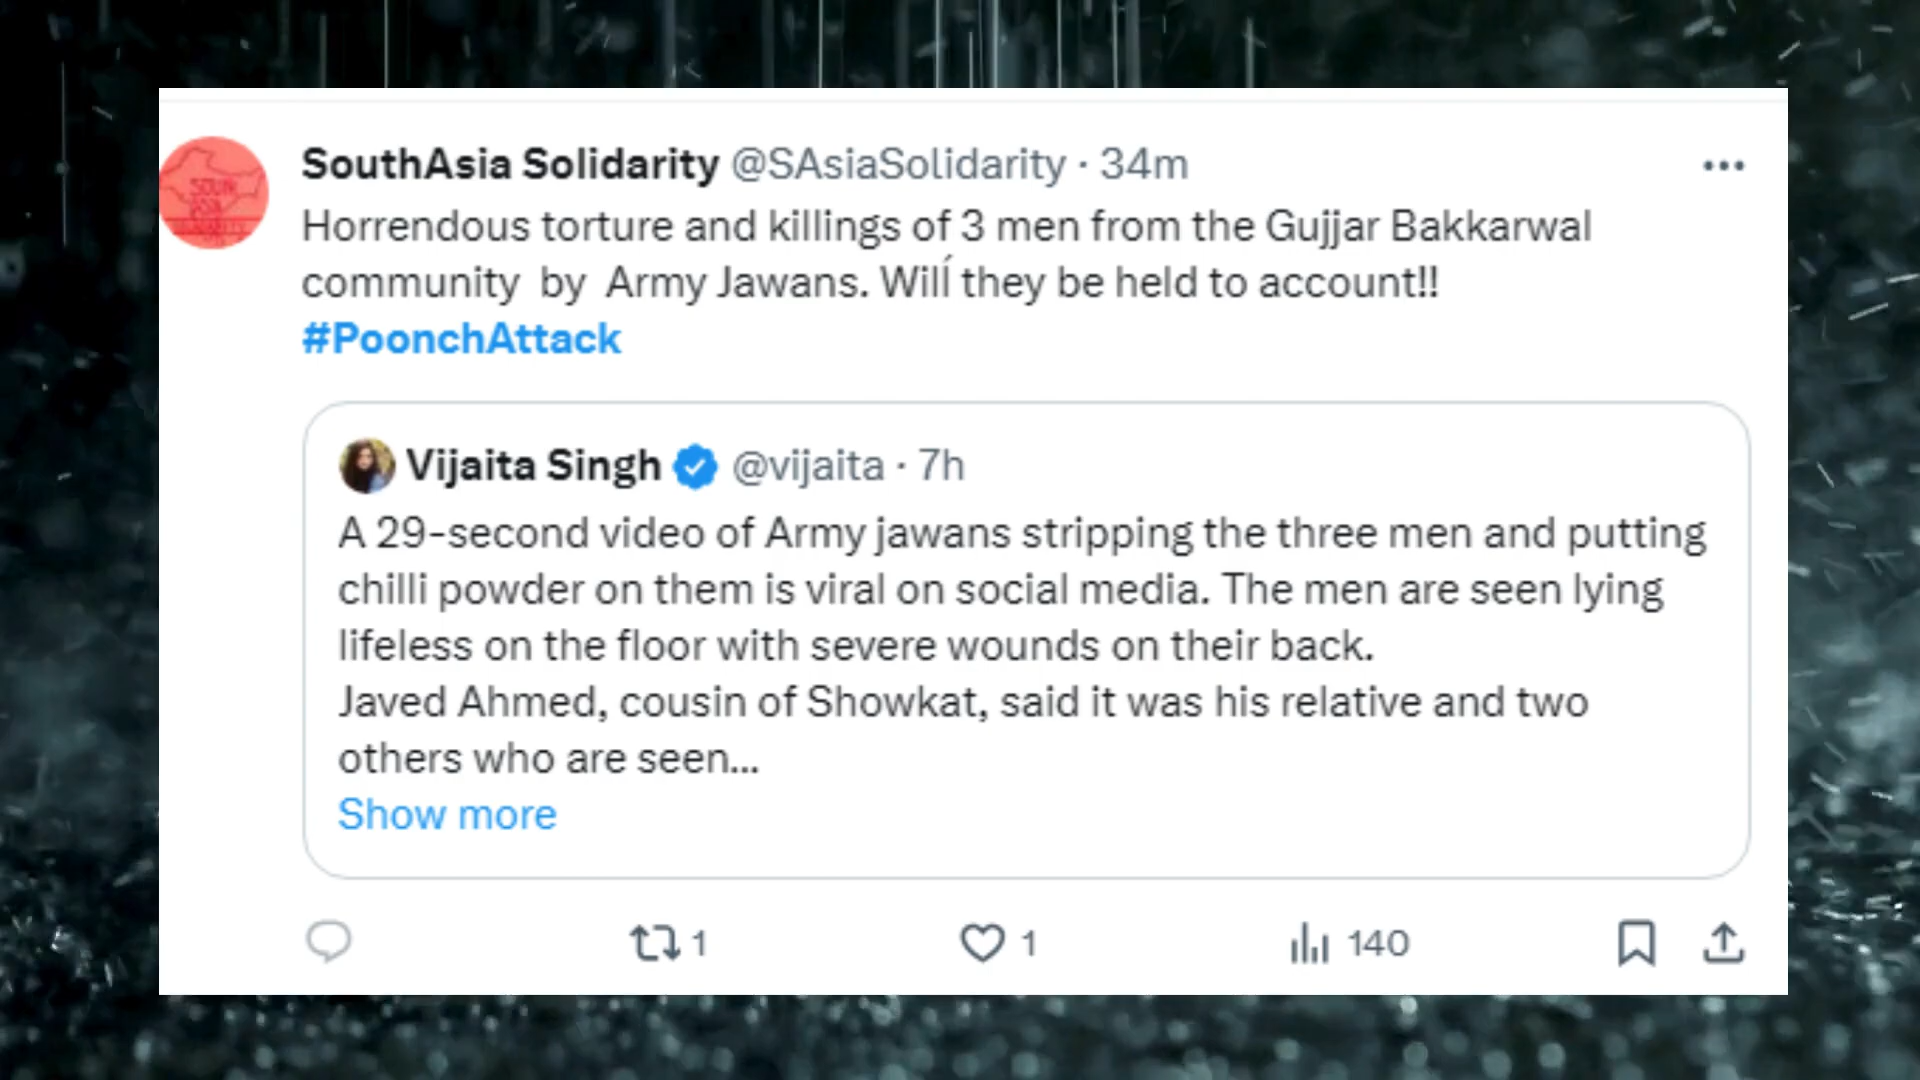 SouthAsia Solidarity @SAsiaSolidarity · 34m
Horrendous torture and killings of 3 men from the Gujjar Bakkarwal
community by Army Jawans. Wilĺ they be held to account!!
#PoonchAttack
Vijaita Singh @vijaita · 7h
A 29-second video of Army jawans stripping the three men and putting
chilli powder on them is viral on social media. The men are seen lying
lifeless on the floor with severe wounds on their back.
Javed Ahmed, cousin of Showkat, said it was his relative and two
others who are seen...
Show more
1 1 140